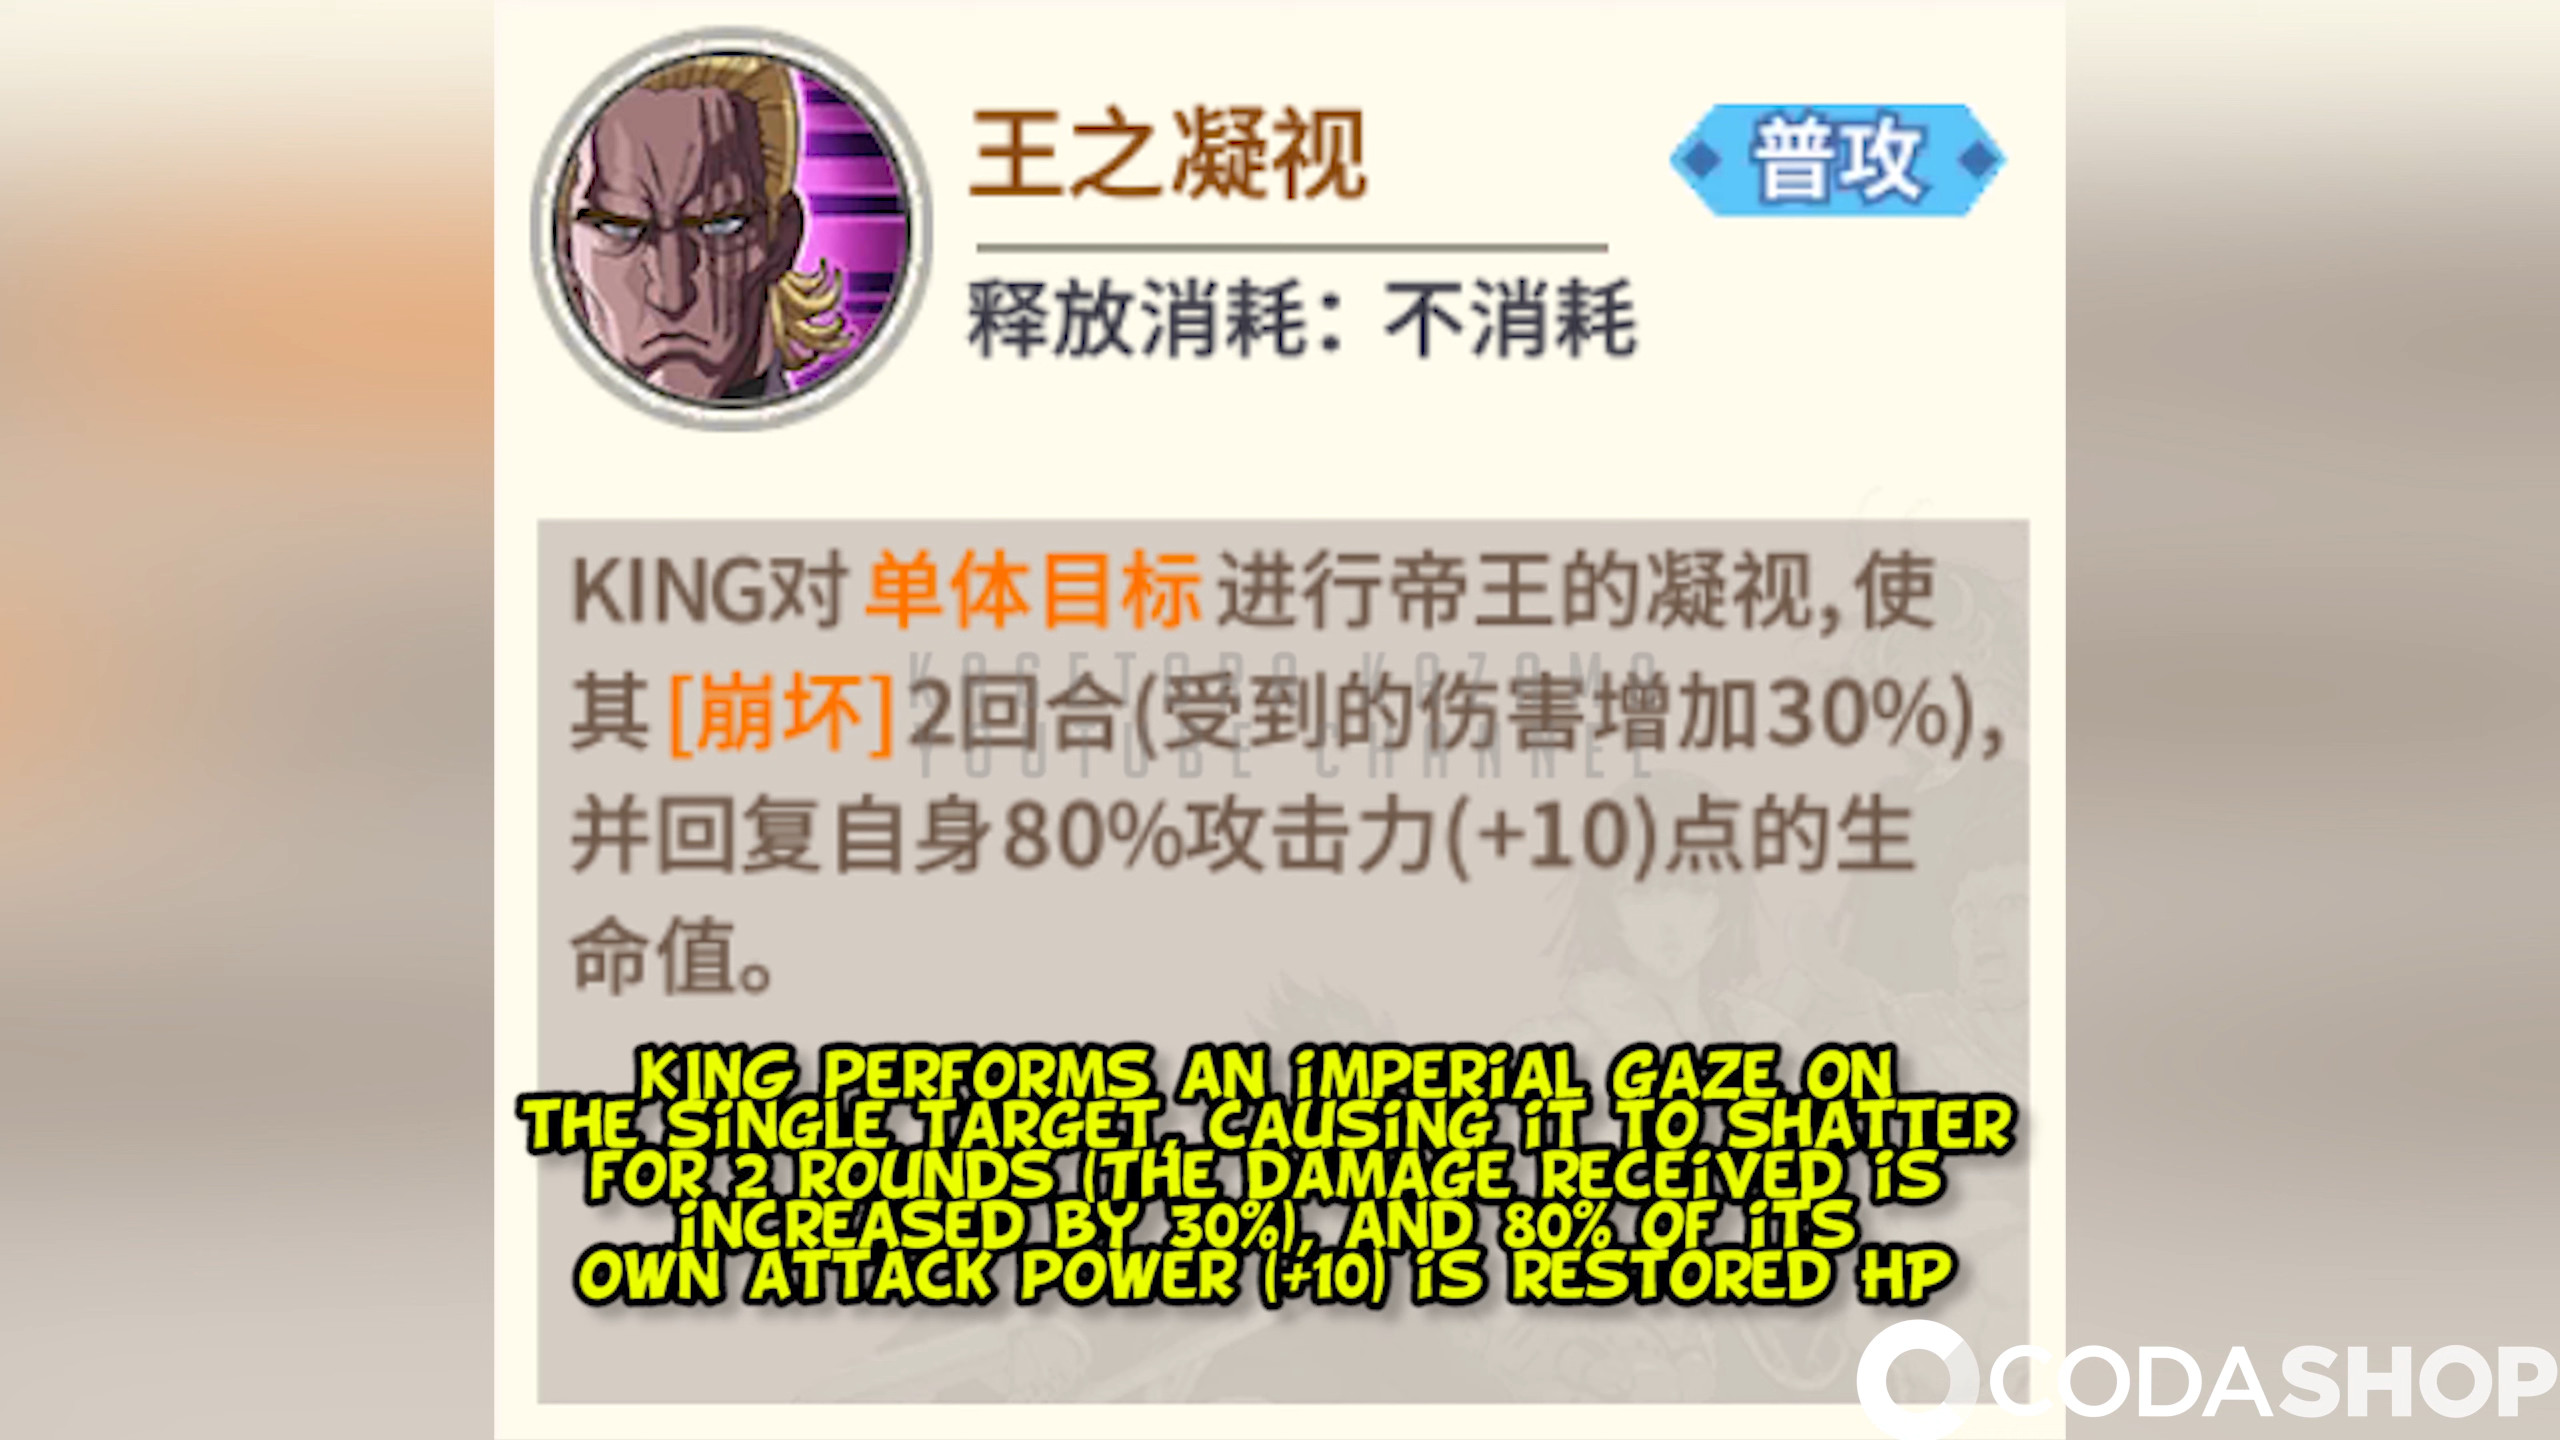 王之凝视
普攻
释放消耗：不消耗
KING对单体目标进行帝王的凝视，使
其[崩坏]2回合(受到的伤害增加30%)，
并回复自身80%攻击力(+10)点的生
命值。
KOGETORA KAZAMA
YOUTUBE CHANNEL
KING PERFORMS AN IMPERIAL GAZE ON
THE SINGLE TARGET, CAUSING IT TO SHATTER
FOR 2 ROUNDS (THE DAMAGE RECEIVED IS
INCREASED BY 30%), AND 80% OF ITS
OWN ATTACK POWER (+10) IS RESTORED HP
CODASHOP